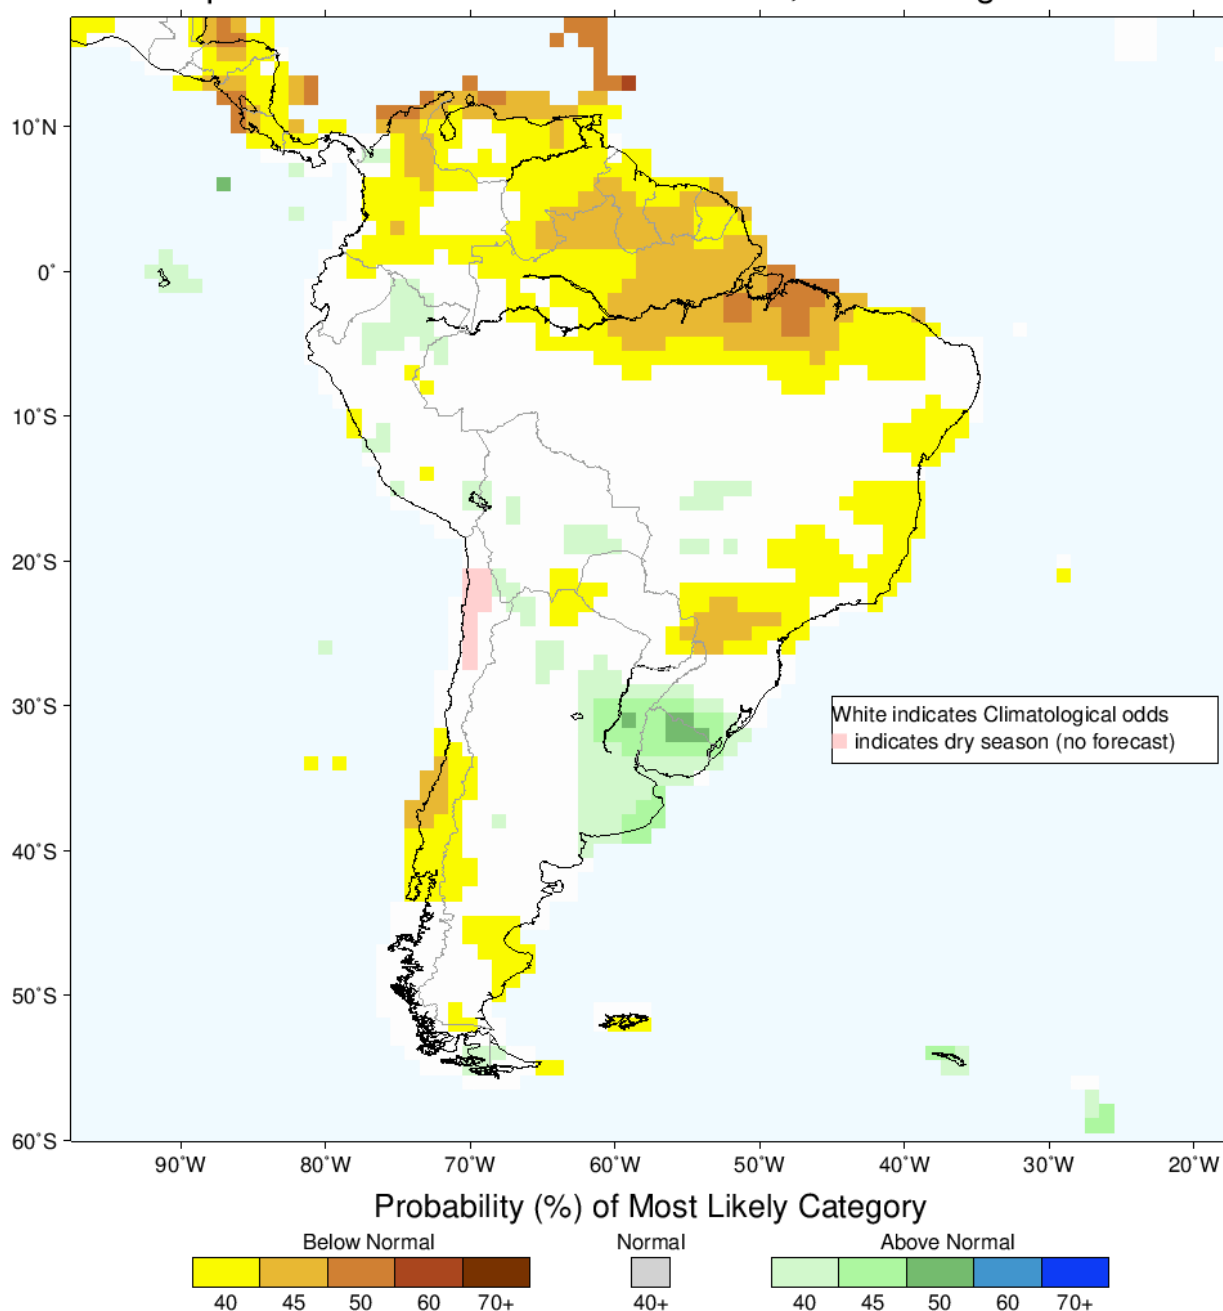 10˚N
0˚
10˚S
20˚S
30˚S
40˚S
50˚S
60˚S
White indicates Climatological odds
indicates dry season (no forecast)
90˚W 80˚W 70˚W 60˚W 50˚W 40˚W 30˚W 20˚W
Probability (%) of Most Likely Category
Below Normal Normal Above Normal
40 45 50 60 70+ 40+ 40 45 50 60 70+